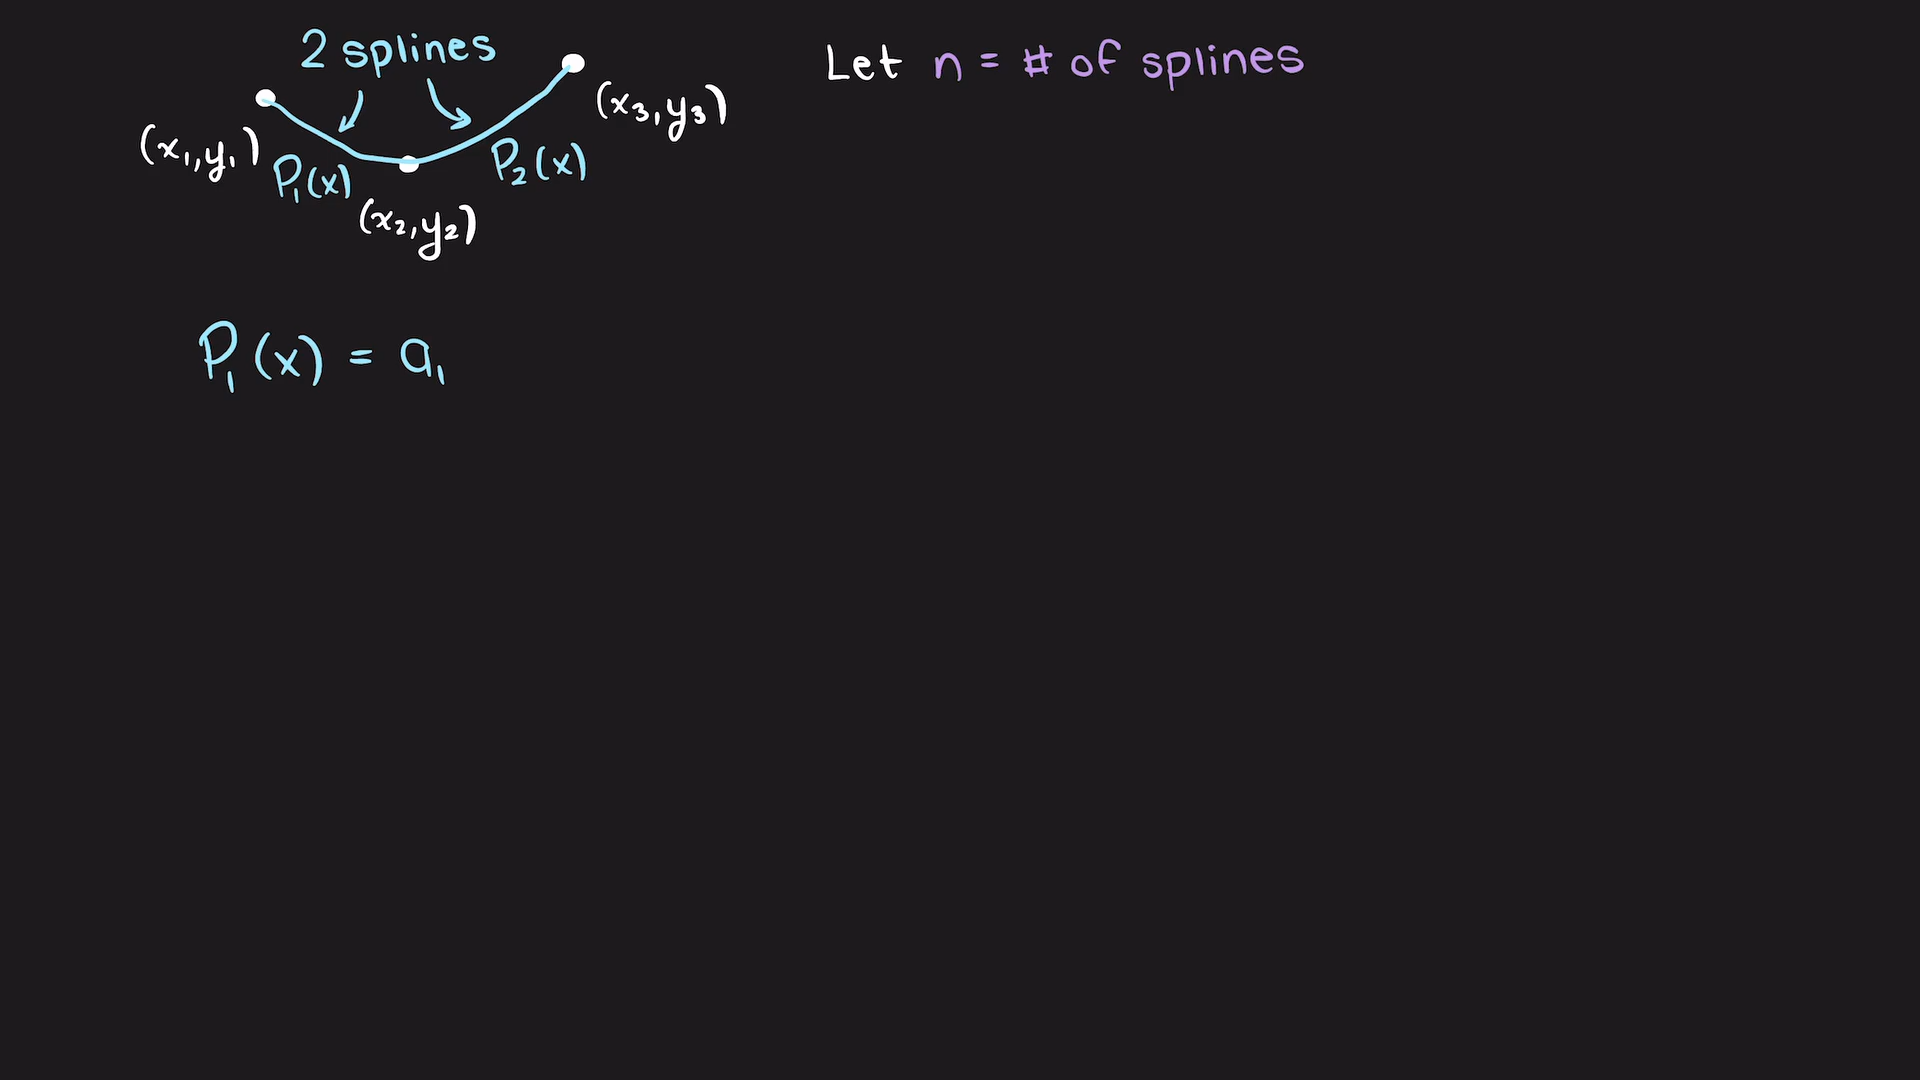 2 splines
(x₁,y₁)
P₁(x)
(x₂,y₂)
P₂(x)
(x₃,y₃)
Let n = # of splines
P₁(x) = a₁